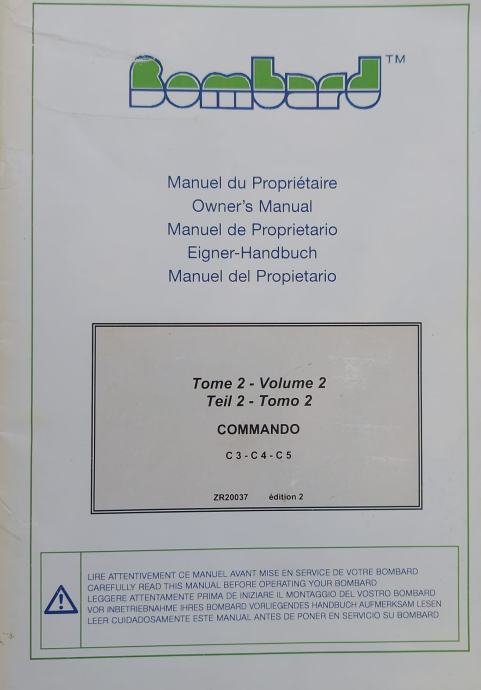 Bombard™
Manuel du Propriétaire
Owner's Manual
Manuel de Proprietario
Eigner-Handbuch
Manuel del Propietario
Tome 2 - Volume 2
Teil 2 - Tomo 2
COMMANDO
C 3 - C 4 - C 5
ZR20037 édition 2
LIRE ATTENTIVEMENT CE MANUEL AVANT MISE EN SERVICE DE VOTRE BOMBARD
CAREFULLY READ THIS MANUAL BEFORE OPERATING YOUR BOMBARD
LEGGERE ATTENTAMENTE PRIMA DE INIZIARE IL MONTAGGIO DEL VOSTRO BOMBARD
VOR INBETRIEBNAHME IHRES BOMBARD VORLIEGENDES HANDBUCH AUFMERKSAM LESEN
LEER CUIDADOSAMENTE ESTE MANUAL ANTES DE PONER EN SERVICIO SU BOMBARD